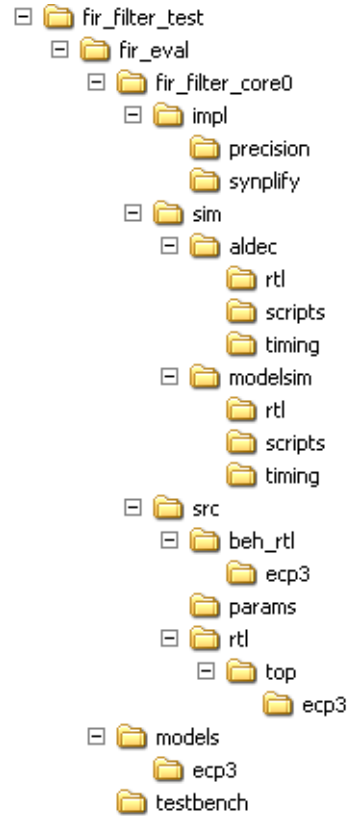 fir_filter_test
fir_eval
fir_filter_core0
impl
precision
synplify
sim
aldec
rtl
scripts
timing
modelsim
rtl
scripts
timing
src
beh_rtl
ecp3
params
rtl
top
ecp3
models
ecp3
testbench